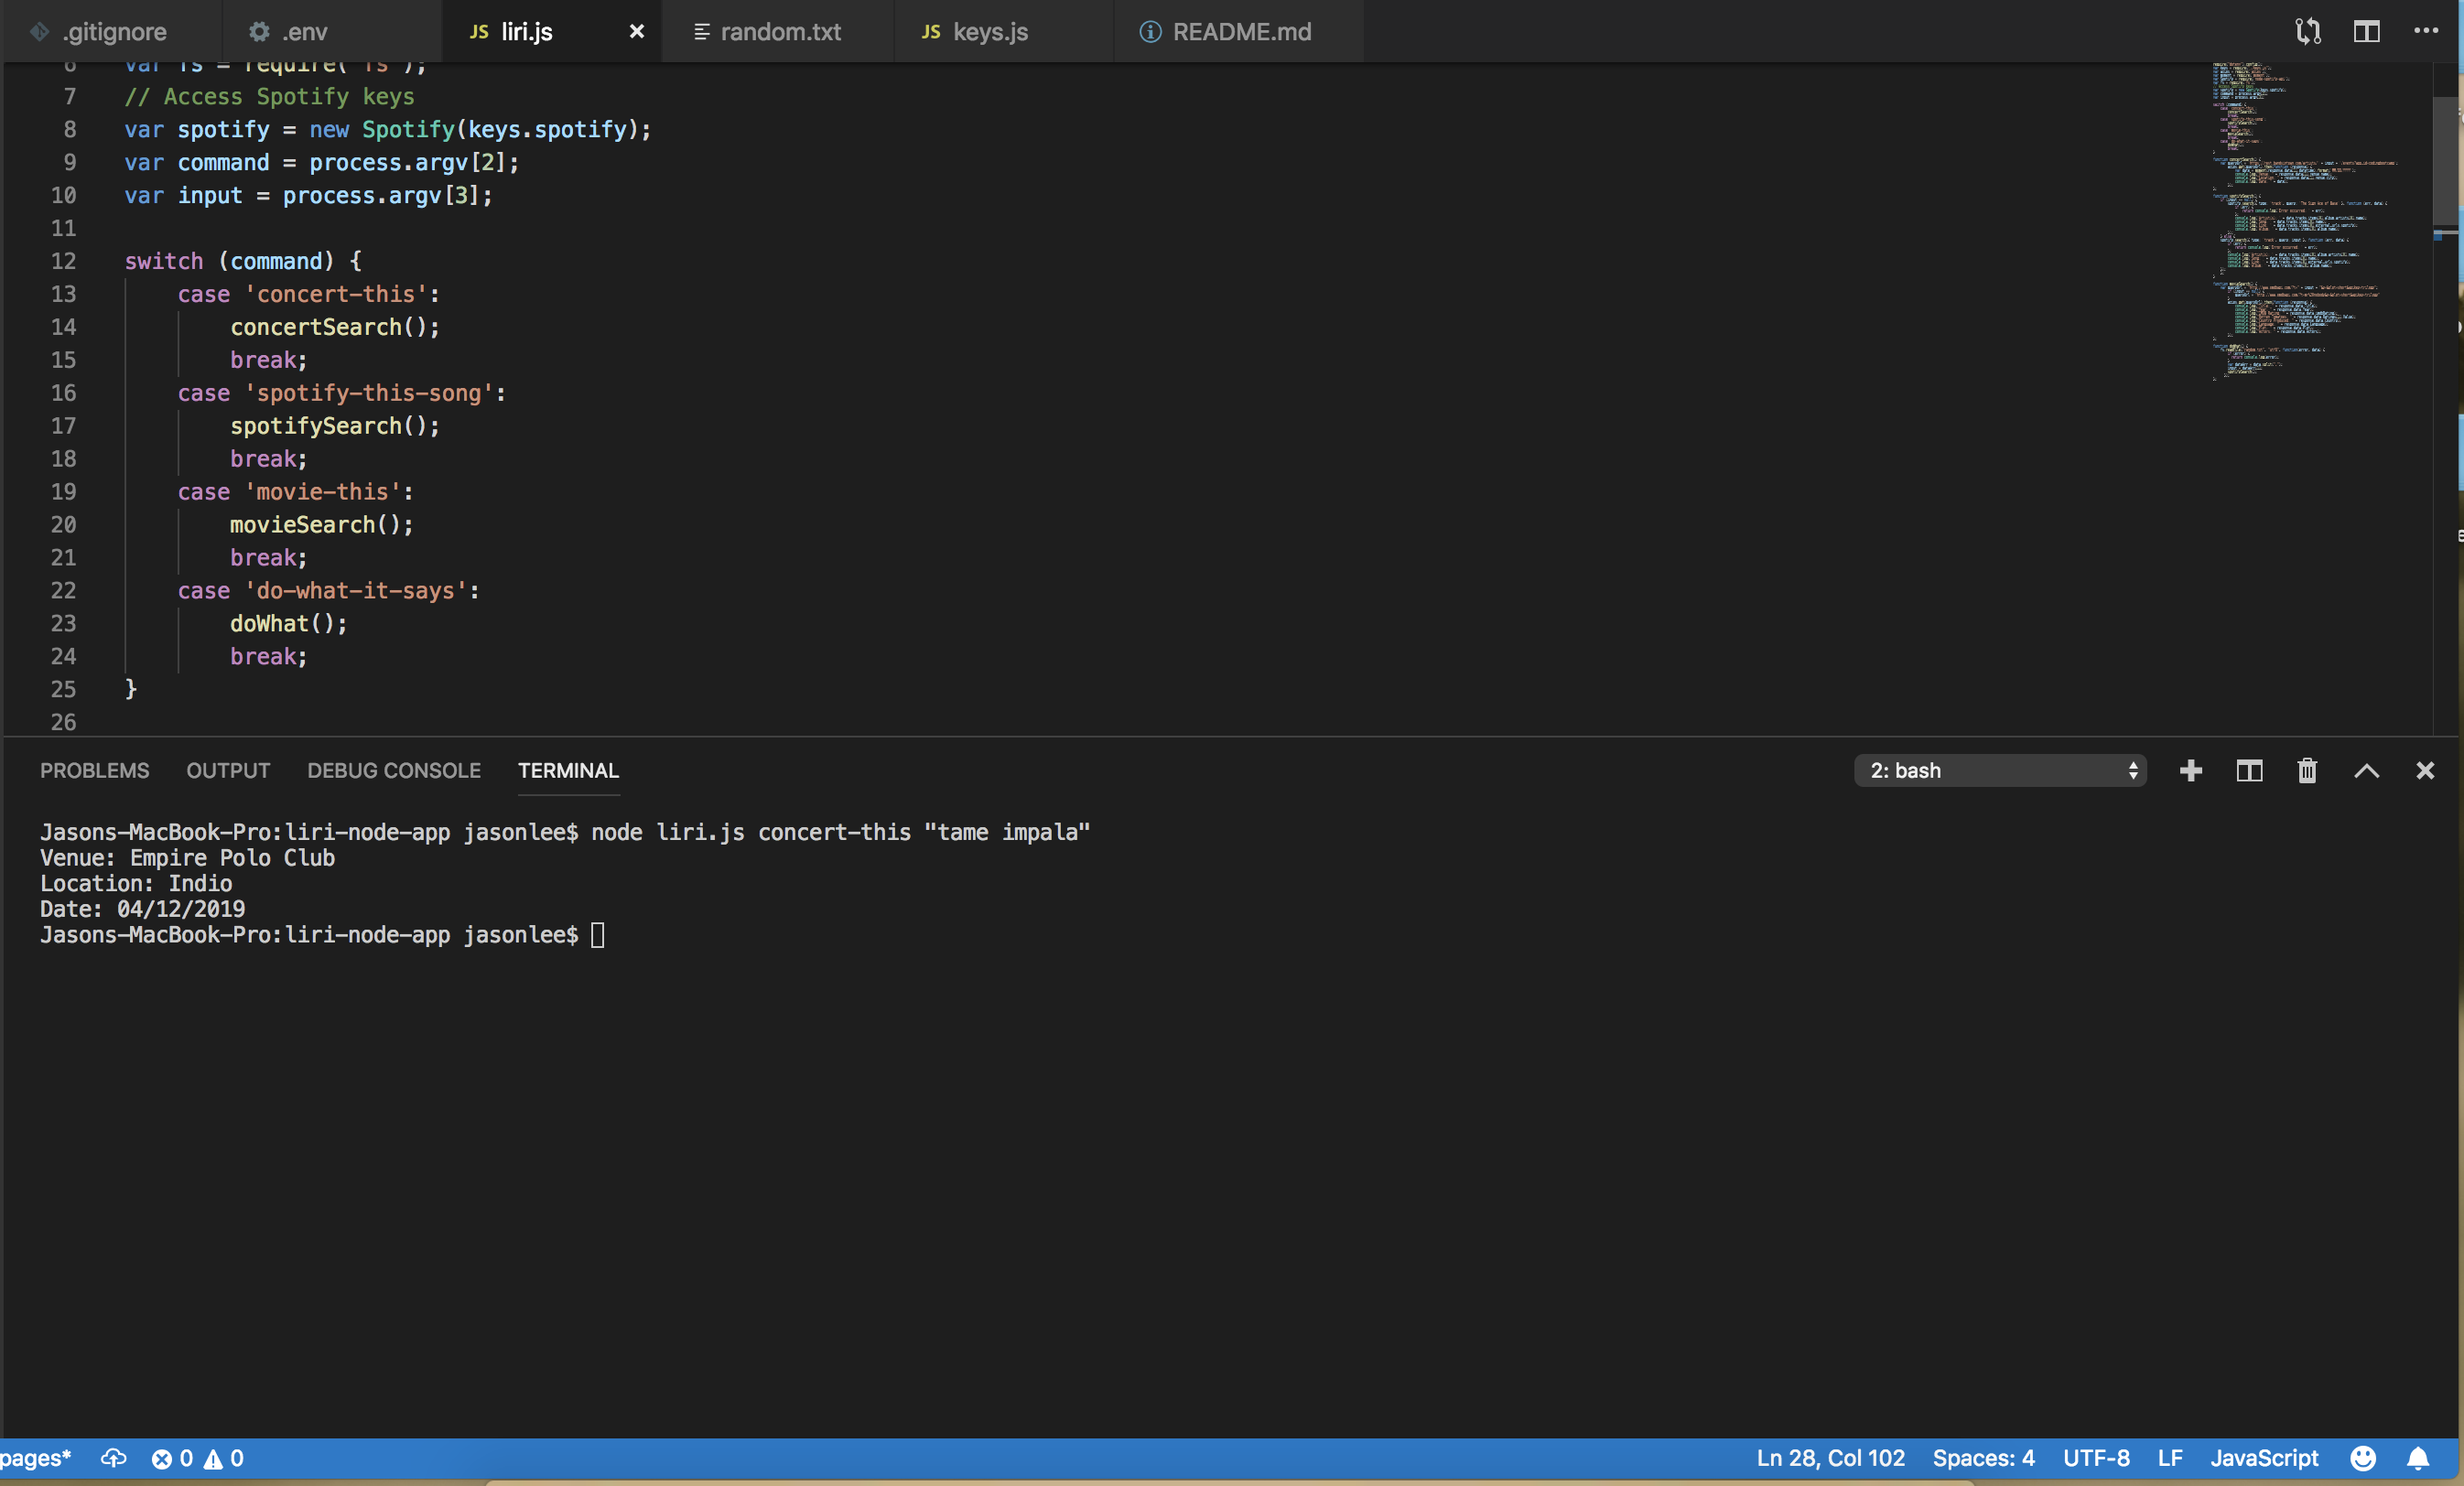 .gitignore
.env
JS liri.js
random.txt
JS keys.js
README.md
6 var fs = require('fs');
7 // Access Spotify keys
8 var spotify = new Spotify(keys.spotify);
9 var command = process.argv[2];
10 var input = process.argv[3];
11
12 switch (command) {
13 case 'concert-this':
14 concertSearch();
15 break;
16 case 'spotify-this-song':
17 spotifySearch();
18 break;
19 case 'movie-this':
20 movieSearch();
21 break;
22 case 'do-what-it-says':
23 doWhat();
24 break;
25 }
26
PROBLEMS OUTPUT DEBUG CONSOLE TERMINAL 2: bash
Jasons-MacBook-Pro:liri-node-app jasonlee$ node liri.js concert-this "tame impala"
Venue: Empire Polo Club
Location: Indio
Date: 04/12/2019
Jasons-MacBook-Pro:liri-node-app jasonlee$
pages* 0 0 Ln 28, Col 102 Spaces: 4 UTF-8 LF JavaScript